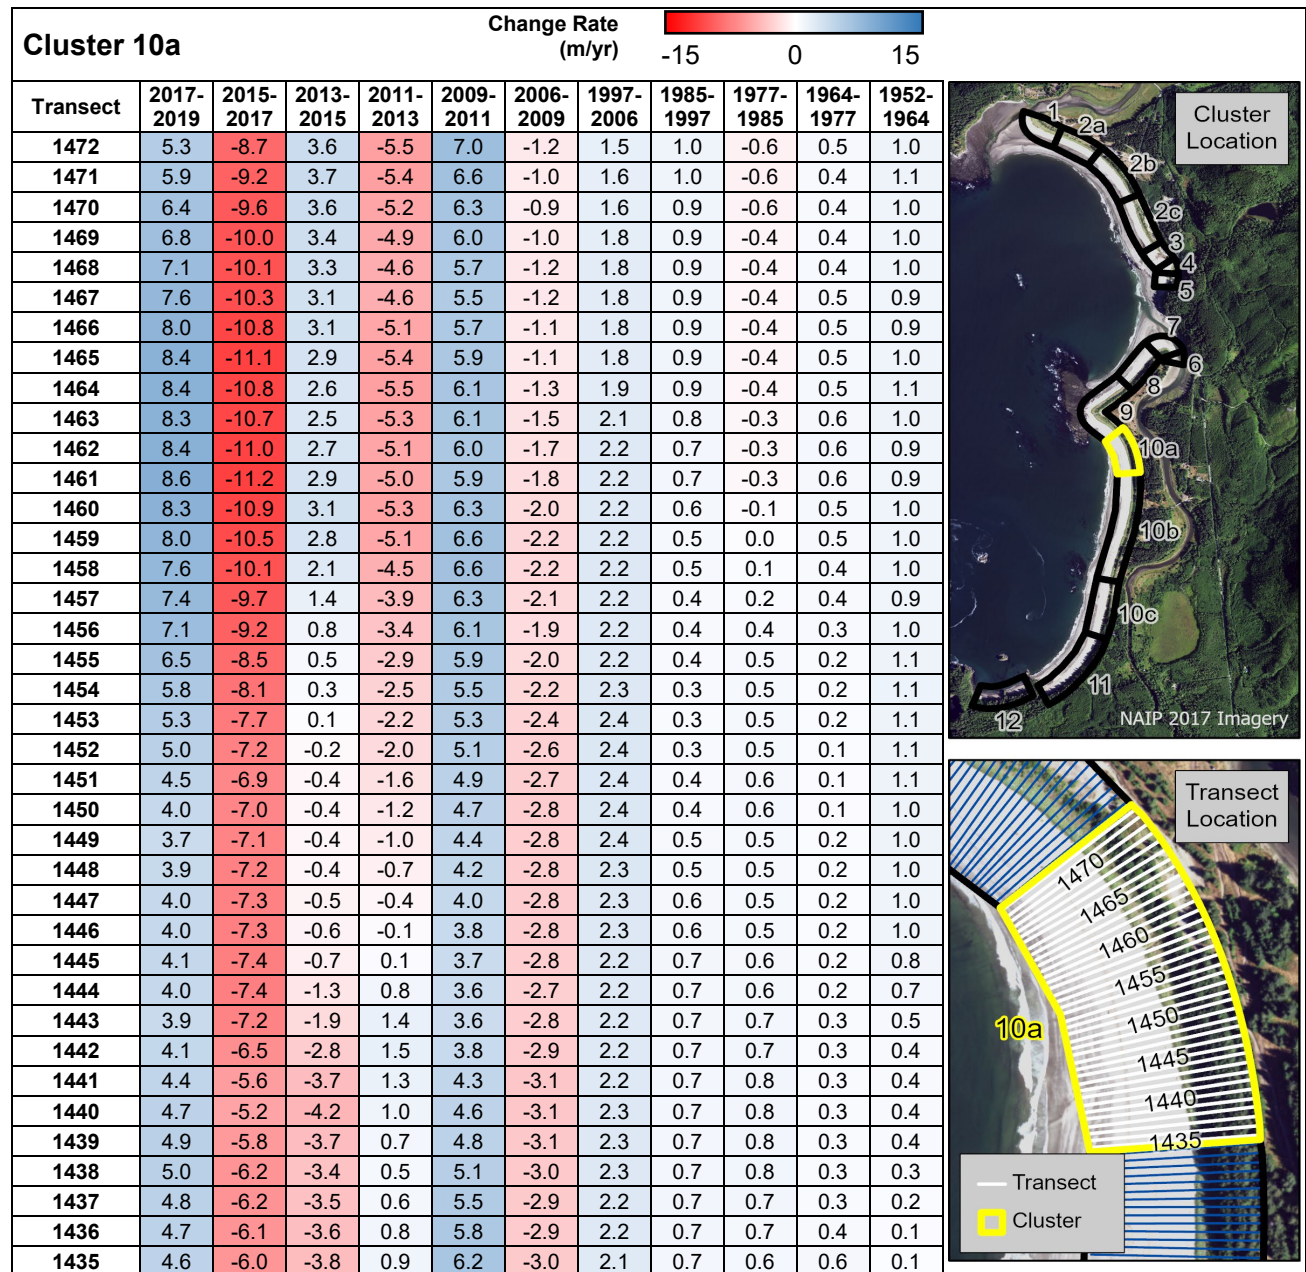 Cluster 10a
Change Rate
(m/yr)
-15 0 15
Transect 2017-2019 2015-2017 2013-2015 2011-2013 2009-2011 2006-2009 1997-2006 1985-1997 1977-1985 1964-1977 1952-1964
1472 5.3 -8.7 3.6 -5.5 7.0 -1.2 1.5 1.0 -0.6 0.5 1.0
1471 5.9 -9.2 3.7 -5.4 6.6 -1.0 1.6 1.0 -0.6 0.4 1.1
1470 6.4 -9.6 3.6 -5.2 6.3 -0.9 1.6 0.9 -0.6 0.4 1.0
1469 6.8 -10.0 3.4 -4.9 6.0 -1.0 1.8 0.9 -0.4 0.4 1.0
1468 7.1 -10.1 3.3 -4.6 5.7 -1.2 1.8 0.9 -0.4 0.4 1.0
1467 7.6 -10.3 3.1 -4.6 5.5 -1.2 1.8 0.9 -0.4 0.5 0.9
1466 8.0 -10.8 3.1 -5.1 5.7 -1.1 1.8 0.9 -0.4 0.5 0.9
1465 8.4 -11.1 2.9 -5.4 5.9 -1.1 1.8 0.9 -0.4 0.5 1.0
1464 8.4 -10.8 2.6 -5.5 6.1 -1.3 1.9 0.9 -0.4 0.5 1.1
1463 8.3 -10.7 2.5 -5.3 6.1 -1.5 2.1 0.8 -0.3 0.6 1.0
1462 8.4 -11.0 2.7 -5.1 6.0 -1.7 2.2 0.7 -0.3 0.6 0.9
1461 8.6 -11.2 2.9 -5.0 5.9 -1.8 2.2 0.7 -0.3 0.6 0.9
1460 8.3 -10.9 3.1 -5.3 6.3 -2.0 2.2 0.6 -0.1 0.5 1.0
1459 8.0 -10.5 2.8 -5.1 6.6 -2.2 2.2 0.5 0.0 0.5 1.0
1458 7.6 -10.1 2.1 -4.5 6.6 -2.2 2.2 0.5 0.1 0.4 1.0
1457 7.4 -9.7 1.4 -3.9 6.3 -2.1 2.2 0.4 0.2 0.4 0.9
1456 7.1 -9.2 0.8 -3.4 6.1 -1.9 2.2 0.4 0.4 0.3 1.0
1455 6.5 -8.5 0.5 -2.9 5.9 -2.0 2.2 0.4 0.5 0.2 1.1
1454 5.8 -8.1 0.3 -2.5 5.5 -2.2 2.3 0.3 0.5 0.2 1.1
1453 5.3 -7.7 0.1 -2.2 5.3 -2.4 2.4 0.3 0.5 0.2 1.1
1452 5.0 -7.2 -0.2 -2.0 5.1 -2.6 2.4 0.3 0.5 0.1 1.1
1451 4.5 -6.9 -0.4 -1.6 4.9 -2.7 2.4 0.4 0.6 0.1 1.1
1450 4.0 -7.0 -0.4 -1.2 4.7 -2.8 2.4 0.4 0.6 0.1 1.0
1449 3.7 -7.1 -0.4 -1.0 4.4 -2.8 2.4 0.5 0.5 0.2 1.0
1448 3.9 -7.2 -0.4 -0.7 4.2 -2.8 2.3 0.5 0.5 0.2 1.0
1447 4.0 -7.3 -0.5 -0.4 4.0 -2.8 2.3 0.6 0.5 0.2 1.0
1446 4.0 -7.3 -0.6 -0.1 3.8 -2.8 2.3 0.6 0.5 0.2 1.0
1445 4.1 -7.4 -0.7 0.1 3.7 -2.8 2.2 0.7 0.6 0.2 0.8
1444 4.0 -7.4 -1.3 0.8 3.6 -2.7 2.2 0.7 0.6 0.2 0.7
1443 3.9 -7.2 -1.9 1.4 3.6 -2.8 2.2 0.7 0.7 0.3 0.5
1442 4.1 -6.5 -2.8 1.5 3.8 -2.9 2.2 0.7 0.7 0.3 0.4
1441 4.4 -5.6 -3.7 1.3 4.3 -3.1 2.2 0.7 0.8 0.3 0.4
1440 4.7 -5.2 -4.2 1.0 4.6 -3.1 2.3 0.7 0.8 0.3 0.4
1439 4.9 -5.8 -3.7 0.7 4.8 -3.1 2.3 0.7 0.8 0.3 0.4
1438 5.0 -6.2 -3.4 0.5 5.1 -3.0 2.3 0.7 0.8 0.3 0.3
1437 4.8 -6.2 -3.5 0.6 5.5 -2.9 2.2 0.7 0.7 0.3 0.2
1436 4.7 -6.1 -3.6 0.8 5.8 -2.9 2.2 0.7 0.7 0.4 0.1
1435 4.6 -6.0 -3.8 0.9 6.2 -3.0 2.1 0.7 0.6 0.6 0.1
Cluster
Location
1
2a
2b
2c
3
4
5
7
6
8
9
10a
10b
10c
11
12
NAIP 2017 Imagery
Transect
Location
1470
1465
1460
1455
1450
10a
1445
1440
1435
Transect
Cluster